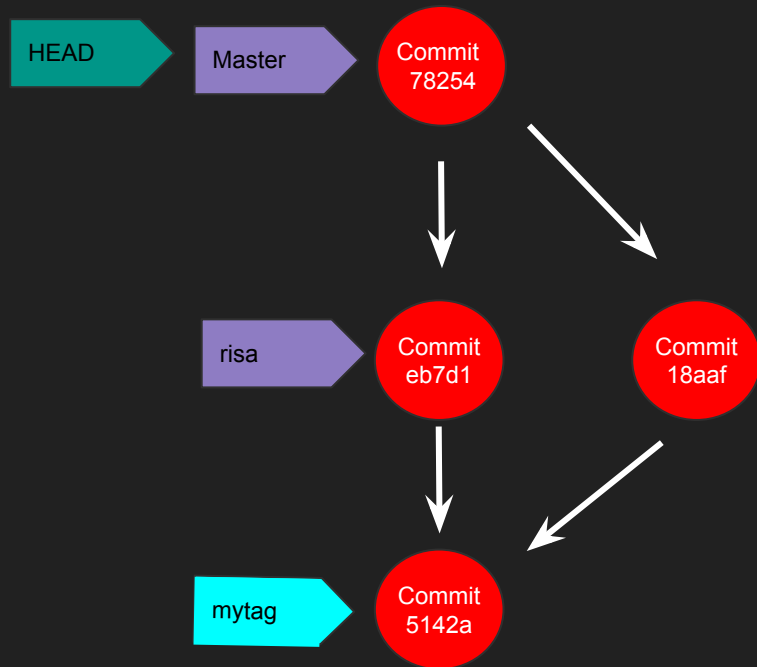 HEAD
Master
Commit
78254
risa
Commit
eb7d1
Commit
18aaf
mytag
Commit
5142a